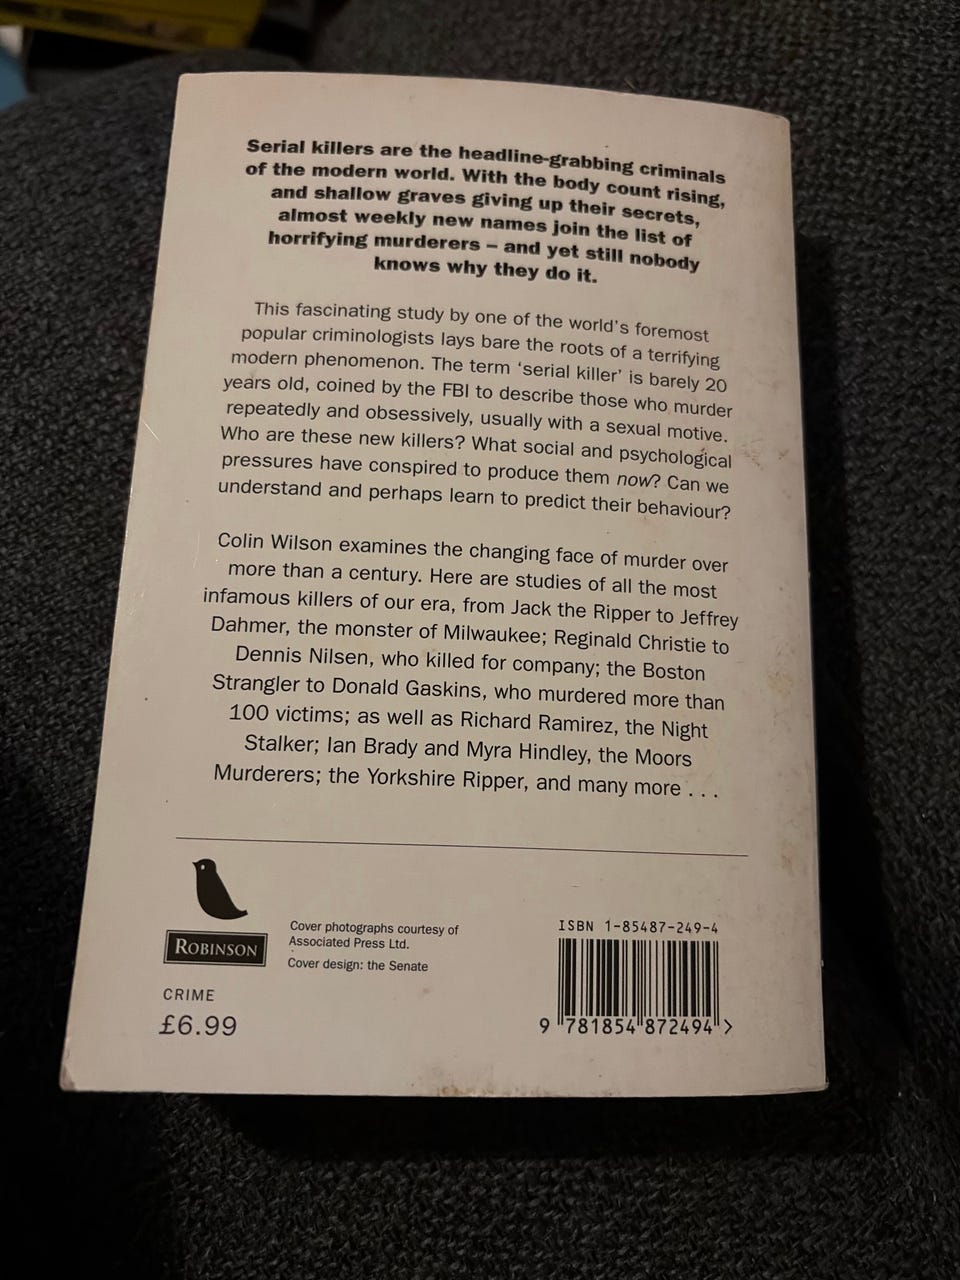 Serial killers are the headline-grabbing criminals
of the modern world. With the body count rising,
and shallow graves giving up their secrets,
almost weekly new names join the list of
horrifying murderers – and yet still nobody
knows why they do it.
This fascinating study by one of the world's foremost
popular criminologists lays bare the roots of a terrifying
modern phenomenon. The term 'serial killer' is barely 20
years old, coined by the FBI to describe those who murder
repeatedly and obsessively, usually with a sexual motive.
Who are these new killers? What social and psychological
pressures have conspired to produce them now? Can we
understand and perhaps learn to predict their behaviour?
Colin Wilson examines the changing face of murder over
more than a century. Here are studies of all the most
infamous killers of our era, from Jack the Ripper to Jeffrey
Dahmer, the monster of Milwaukee; Reginald Christie to
Dennis Nilsen, who killed for company; the Boston
Strangler to Donald Gaskins, who murdered more than
100 victims; as well as Richard Ramirez, the Night
Stalker; Ian Brady and Myra Hindley, the Moors
Murderers; the Yorkshire Ripper, and many more . . .
ROBINSON
CRIME
£6.99
Cover photographs courtesy of
Associated Press Ltd.
Cover design: the Senate
ISBN 1-85487-249-4
9 781854 872494 >